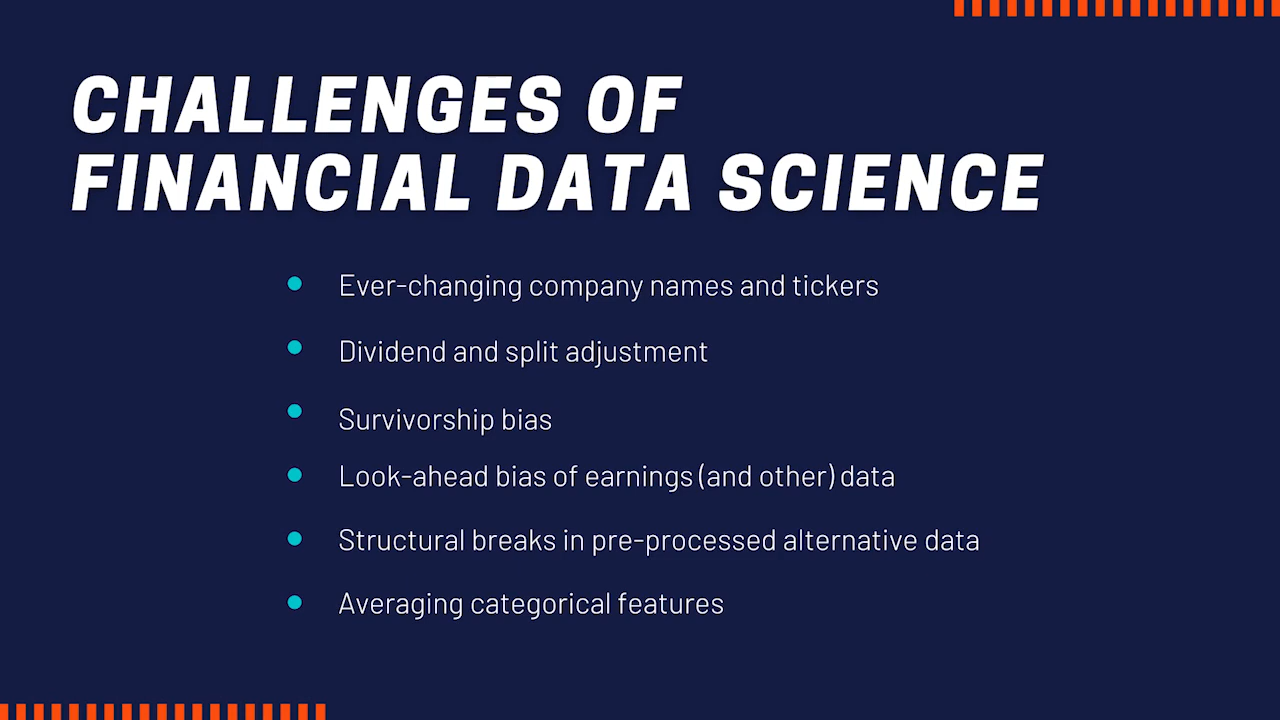 CHALLENGES OF
FINANCIAL DATA SCIENCE
Ever-changing company names and tickers
Dividend and split adjustment
Survivorship bias
Look-ahead bias of earnings (and other) data
Structural breaks in pre-processed alternative data
Averaging categorical features